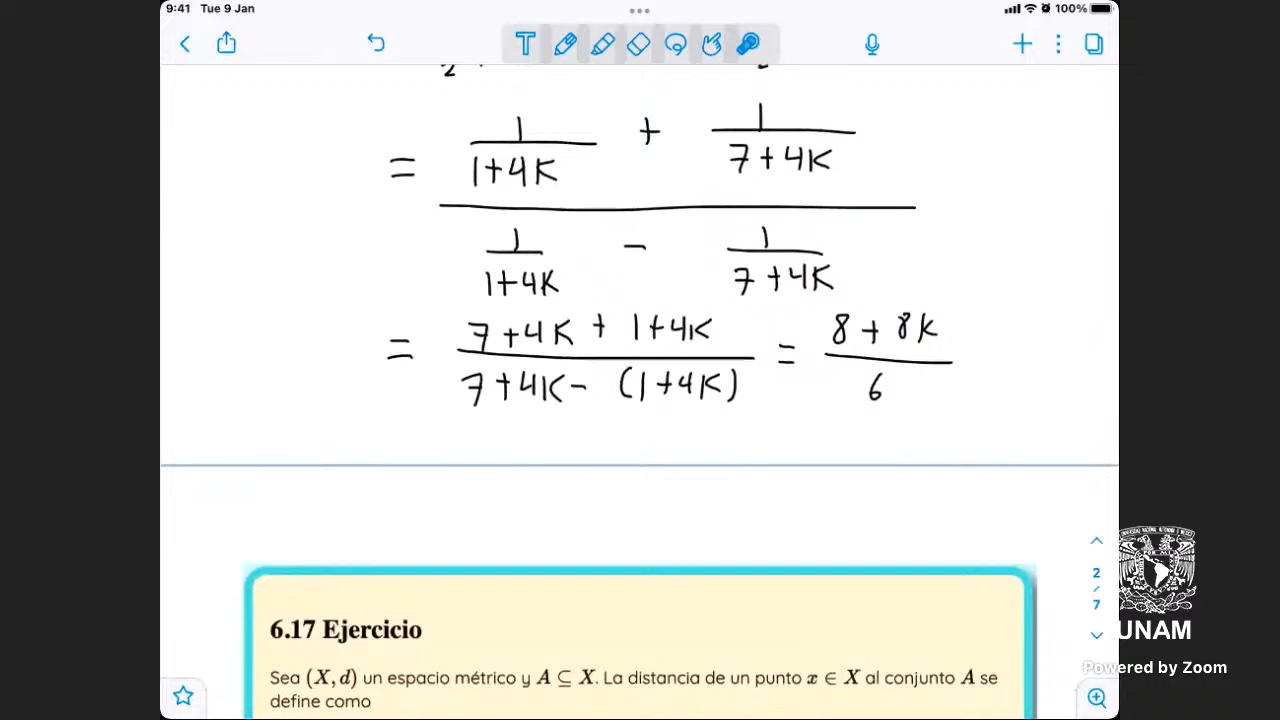 9:41 Tue 9 Jan 100%
T
2
= 1/(1+4K) + 1/(7+4K)
1/(1+4K) - 1/(7+4K)
= (7+4K + 1+4K)/(7+4K - (1+4K)) = (8 + 8K)/6
2
/
7
UNAM
Powered by Zoom
6.17 Ejercicio
Sea (X, d) un espacio métrico y A ⊆ X. La distancia de un punto x ∈ X al conjunto A se
define como